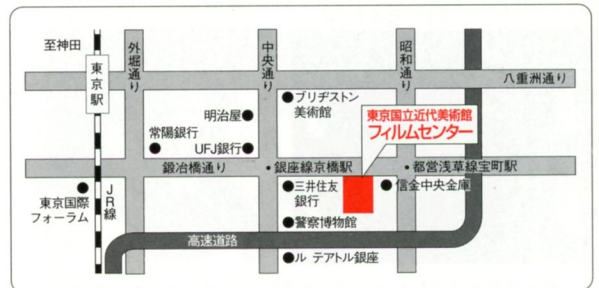 至神田
東京駅
外堀通り
中央通り
昭和通り
八重洲通り
ブリヂストン
美術館
東京国立近代美術館
フィルムセンター
明治屋
常陽銀行
UFJ銀行
鍛冶橋通り
銀座線京橋駅
都営浅草線宝町駅
東京国際
フォーラム
JR線
三井住友
銀行
信金中央金庫
警察博物館
高速道路
ル テアトル銀座